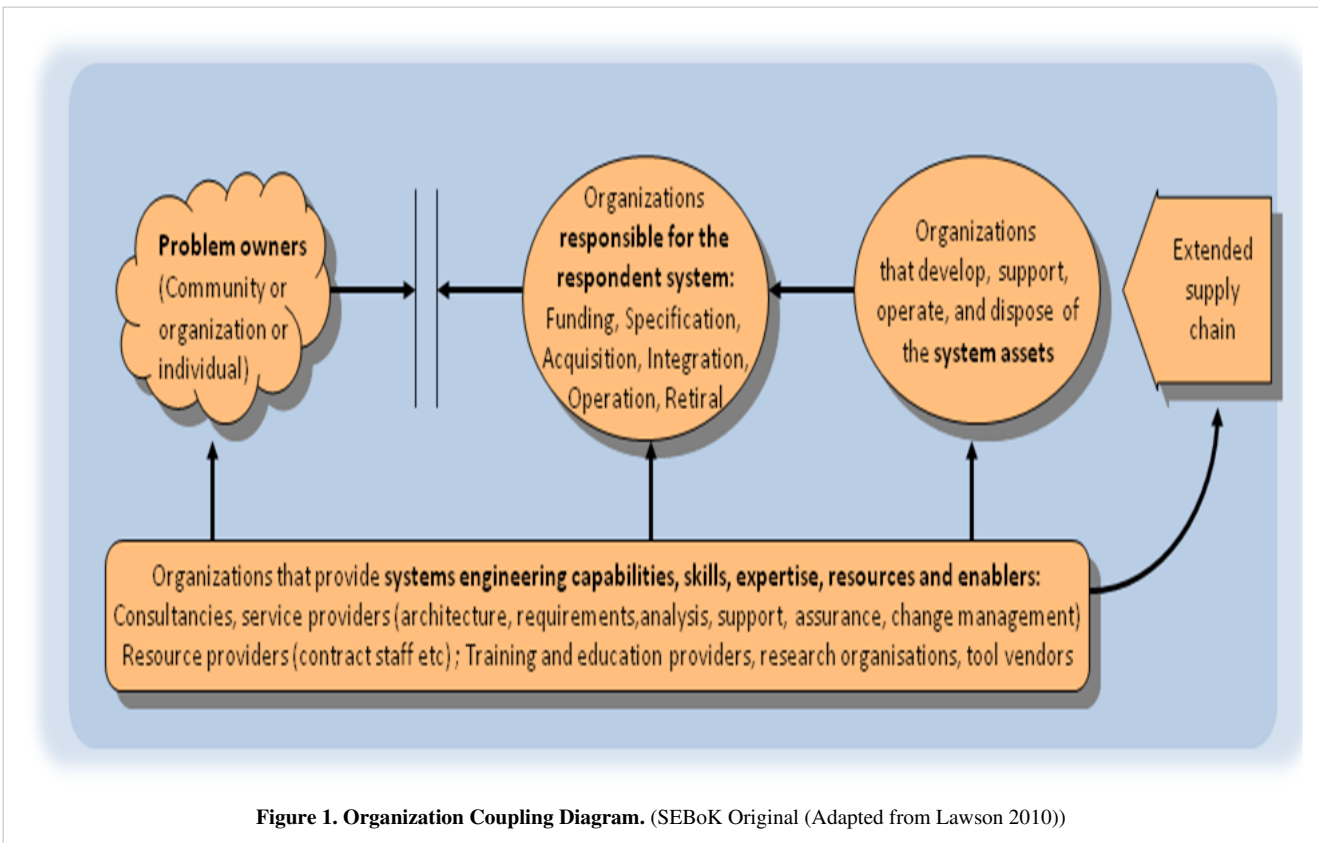 Problem owners
(Community or
organization or
individual)
Organizations
responsible for the
respondent system:
Funding, Specification,
Acquisition, Integration,
Operation, Retiral
Organizations
that develop, support,
operate, and dispose of
the system assets
Extended
supply
chain
Organizations that provide systems engineering capabilities, skills, expertise, resources and enablers:
Consultancies, service providers (architecture, requirements,analysis, support, assurance, change management)
Resource providers (contract staff etc) ; Training and education providers, research organisations, tool vendors
Figure 1. Organization Coupling Diagram. (SEBoK Original (Adapted from Lawson 2010))